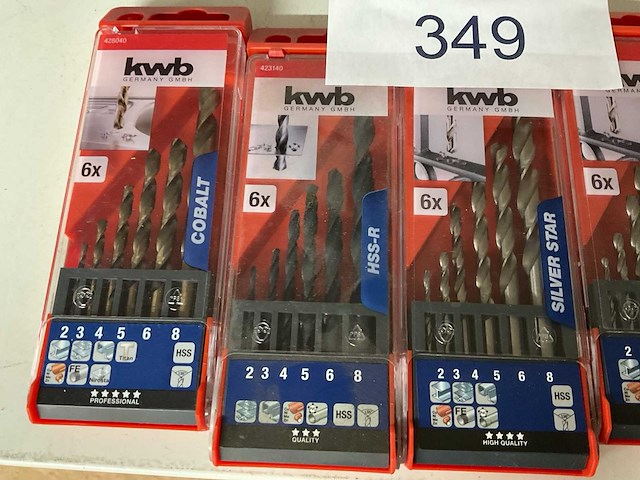 349
428040
kwb
GERMANY GMBH
6x
COBALT
2 3 4 5 6 8
Titan
HSS
FE
Nirosta
★★★★★
PROFESSIONAL
423140
kwb
GERMANY GMBH
6x
HSS-R
2 3 4 5 6 8
HSS
★★★
QUALITY
kwb
GERMANY GMBH
6x
SILVER STAR
2 3 4 5 6 8
HSS
FE
★★★★
HIGH QUALITY
6x
2